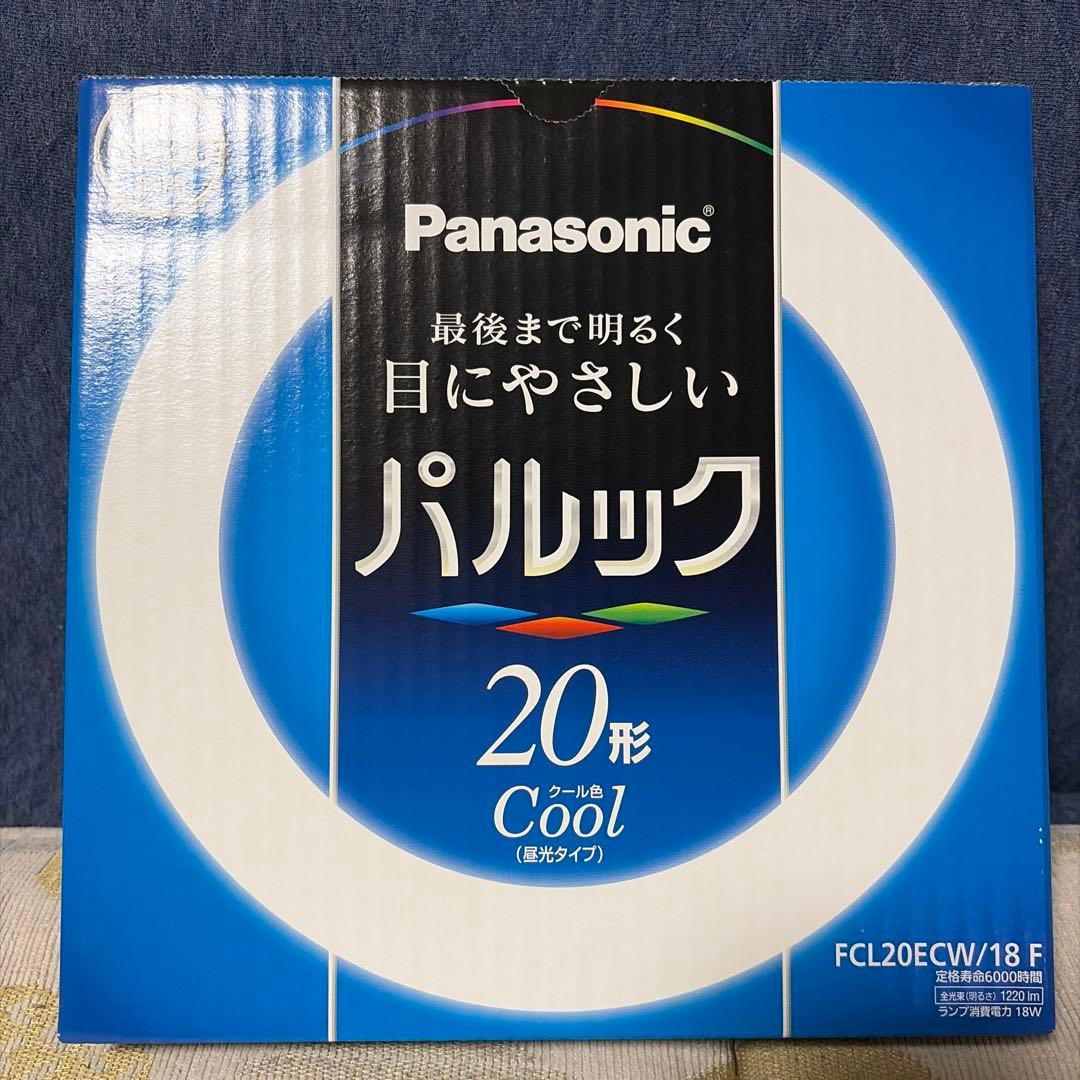 Panasonic®
最後まで明るく
目にやさしい
パルック
20形
クール色
Cool
(昼光タイプ)
FCL20ECW/18 F
定格寿命6000時間
全光束(明るさ) 1220 lm
ランプ消費電力 18W